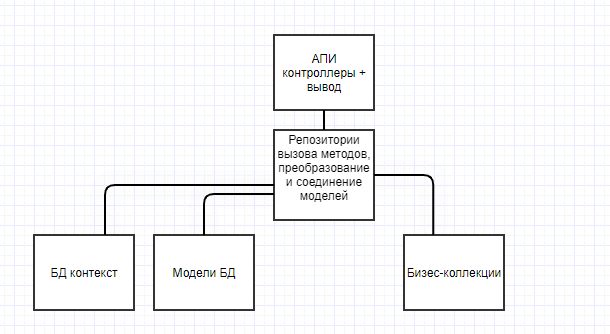 АПИ
контроллеры +
вывод
Репозитории
вызова методов,
преобразование
и соединение
моделей
БД контекст
Модели БД
Бизес-коллекции